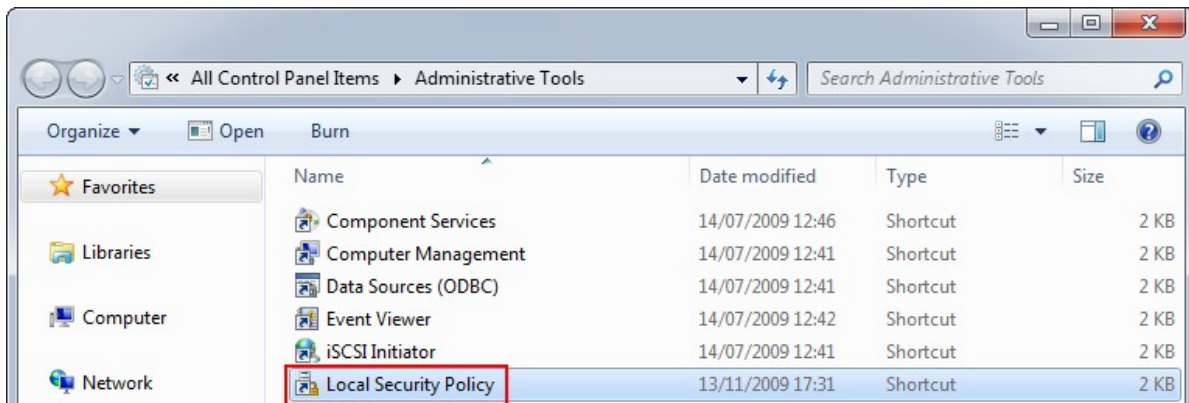 « All Control Panel Items ▸ Administrative Tools Search Administrative Tools
Organize Open Burn
Favorites
Libraries
Computer
Network
Name Date modified Type Size
Component Services 14/07/2009 12:46 Shortcut 2 KB
Computer Management 14/07/2009 12:41 Shortcut 2 KB
Data Sources (ODBC) 14/07/2009 12:41 Shortcut 2 KB
Event Viewer 14/07/2009 12:42 Shortcut 2 KB
iSCSI Initiator 14/07/2009 12:41 Shortcut 2 KB
Local Security Policy 13/11/2009 17:31 Shortcut 2 KB